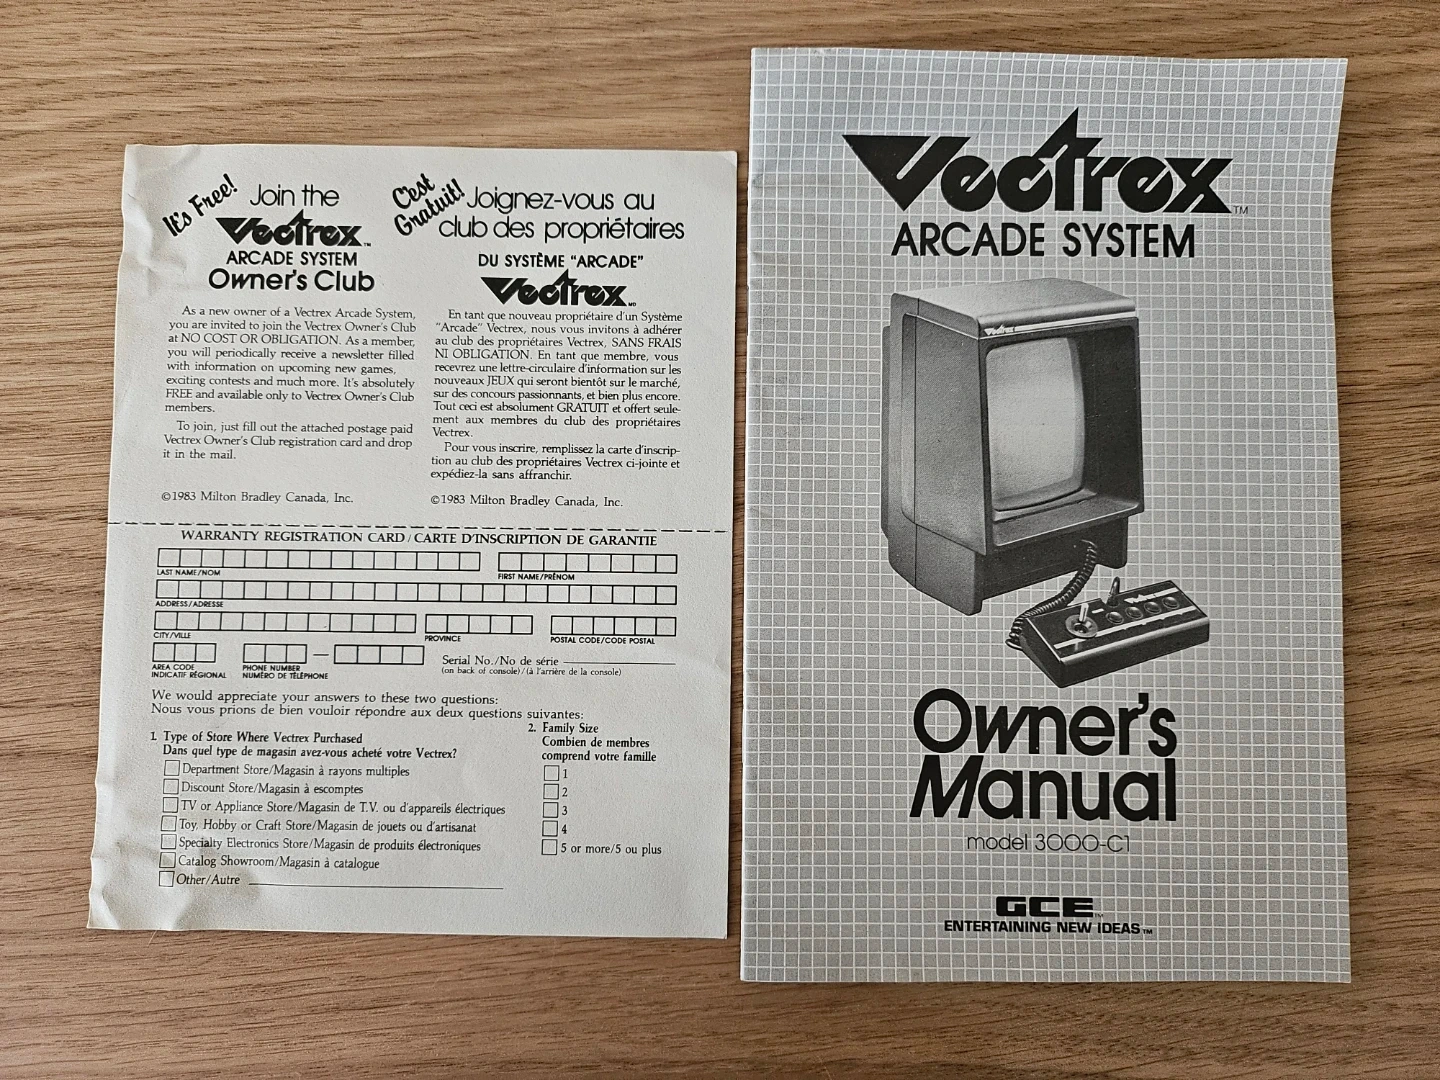 It's Free!
Join the
Vectrex™
ARCADE SYSTEM
Owner's Club
As a new owner of a Vectrex Arcade System,
you are invited to join the Vectrex Owner's Club
at NO COST OR OBLIGATION. As a member,
you will periodically receive a newsletter filled
with information on upcoming new games,
exciting contests and much more. It's absolutely
FREE and available only to Vectrex Owner's Club
members.
To join, just fill out the attached postage paid
Vectrex Owner's Club registration card and drop
it in the mail.
©1983 Milton Bradley Canada, Inc.
C'est
Gratuit!
Joignez-vous au
club des propriétaires
DU SYSTÈME "ARCADE"
Vectrex MD
En tant que nouveau propriétaire d'un Système
"Arcade" Vectrex, nous vous invitons à adhérer
au club des propriétaires Vectrex, SANS FRAIS
NI OBLIGATION. En tant que membre, vous
recevrez une lettre-circulaire d'information sur les
nouveaux JEUX qui seront bientôt sur le marché,
sur des concours passionnants, et bien plus encore.
Tout ceci est absolument GRATUIT et offert seule-
ment aux membres du club des propriétaires
Vectrex.
Pour vous inscrire, remplissez la carte d'inscrip-
tion au club des propriétaires Vectrex ci-jointe et
expédiez-la sans affranchir.
©1983 Milton Bradley Canada, Inc.
WARRANTY REGISTRATION CARD/CARTE D'INSCRIPTION DE GARANTIE
LAST NAME/NOM
FIRST NAME/PRÉNOM
ADDRESS/ADRESSE
CITY/VILLE
PROVINCE
POSTAL CODE/CODE POSTAL
AREA CODE
INDICATIF RÉGIONAL
PHONE NUMBER
NUMÉRO DE TÉLÉPHONE
Serial No./No de série
(on back of console)/(à l'arrière de la console)
We would appreciate your answers to these two questions:
Nous vous prions de bien vouloir répondre aux deux questions suivantes:
1. Type of Store Where Vectrex Purchased
Dans quel type de magasin avez-vous acheté votre Vectrex?
Department Store/Magasin à rayons multiples
Discount Store/Magasin à escomptes
TV or Appliance Store/Magasin de T.V. ou d'appareils électriques
Toy, Hobby or Craft Store/Magasin de jouets ou d'artisanat
Specialty Electronics Store/Magasin de produits électroniques
Catalog Showroom/Magasin à catalogue
Other/Autre
2. Family Size
Combien de membres
comprend votre famille
1
2
3
4
5 or more/5 ou plus
Vectrex™
ARCADE SYSTEM
Vectrex
Owner's
Manual
model 3000-C1
GCE™
ENTERTAINING NEW IDEAS™